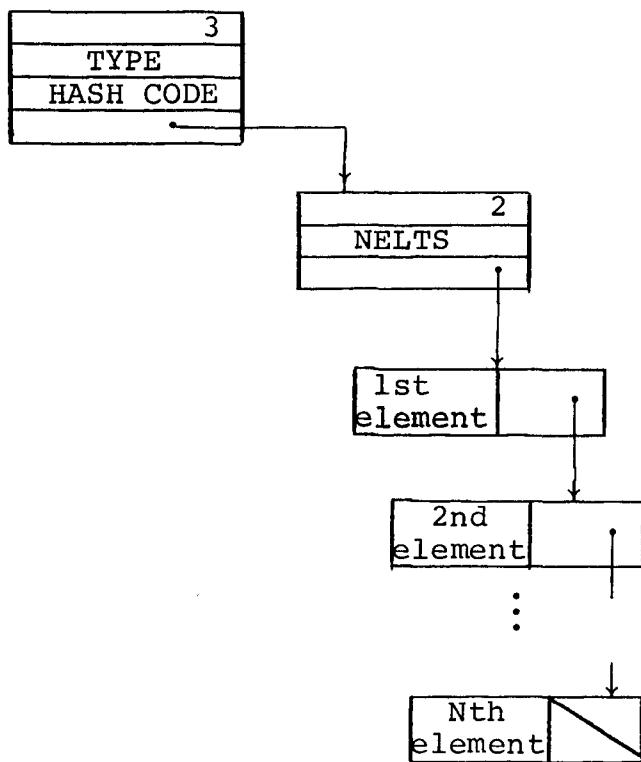 3
TYPE
HASH CODE
2
NELTS
1st
element
2nd
element
Nth
element